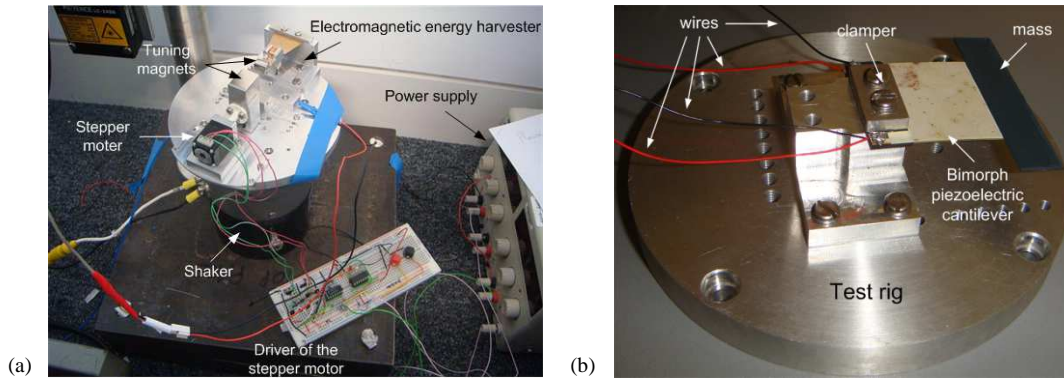 Electromagnetic energy harvester
Tuning
magnets
Power supply
Stepper
moter
Shaker
Driver of the
stepper motor
(a)
wires
clamper
mass
Bimorph
piezoelectric
cantilever
Test rig
(b)